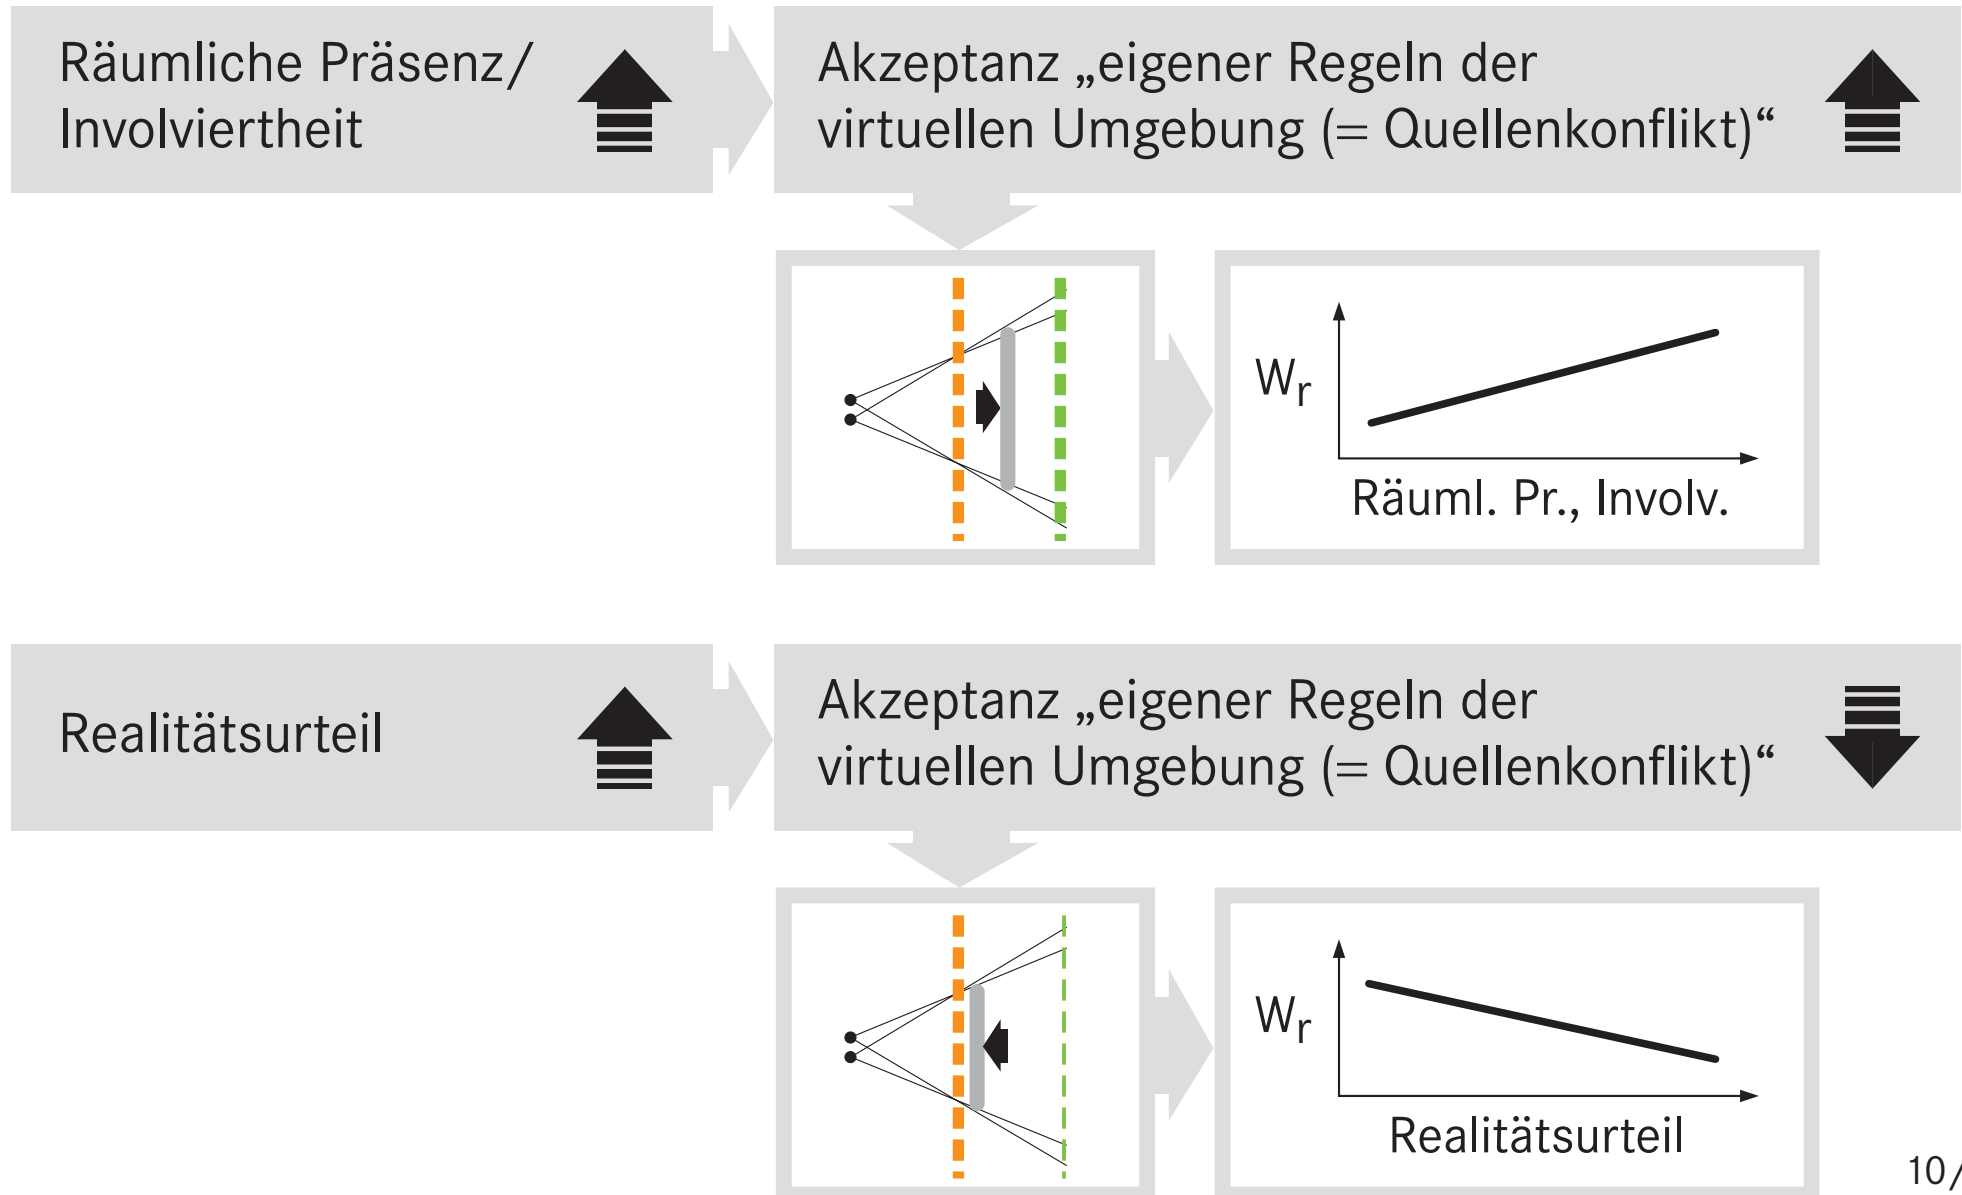 Räumliche Präsenz/
Involviertheit
Akzeptanz „eigener Regeln der
virtuellen Umgebung (= Quellenkonflikt)“
Wr
Räuml. Pr., Involv.
Realitätsurteil
Akzeptanz „eigener Regeln der
virtuellen Umgebung (= Quellenkonflikt)“
Wr
Realitätsurteil
10/